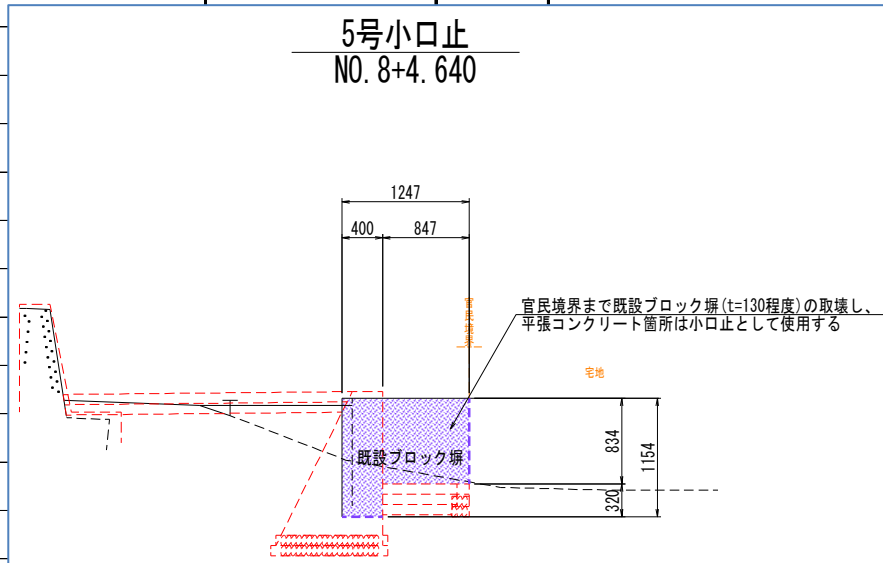 5号小口止
NO.8+4.640
1247
400
847
官民境界
官民境界まで既設ブロック塀(t=130程度)の取壊し、
平張コンクリート箇所は小口止として使用する
宅地
既設ブロック塀
834
1154
320